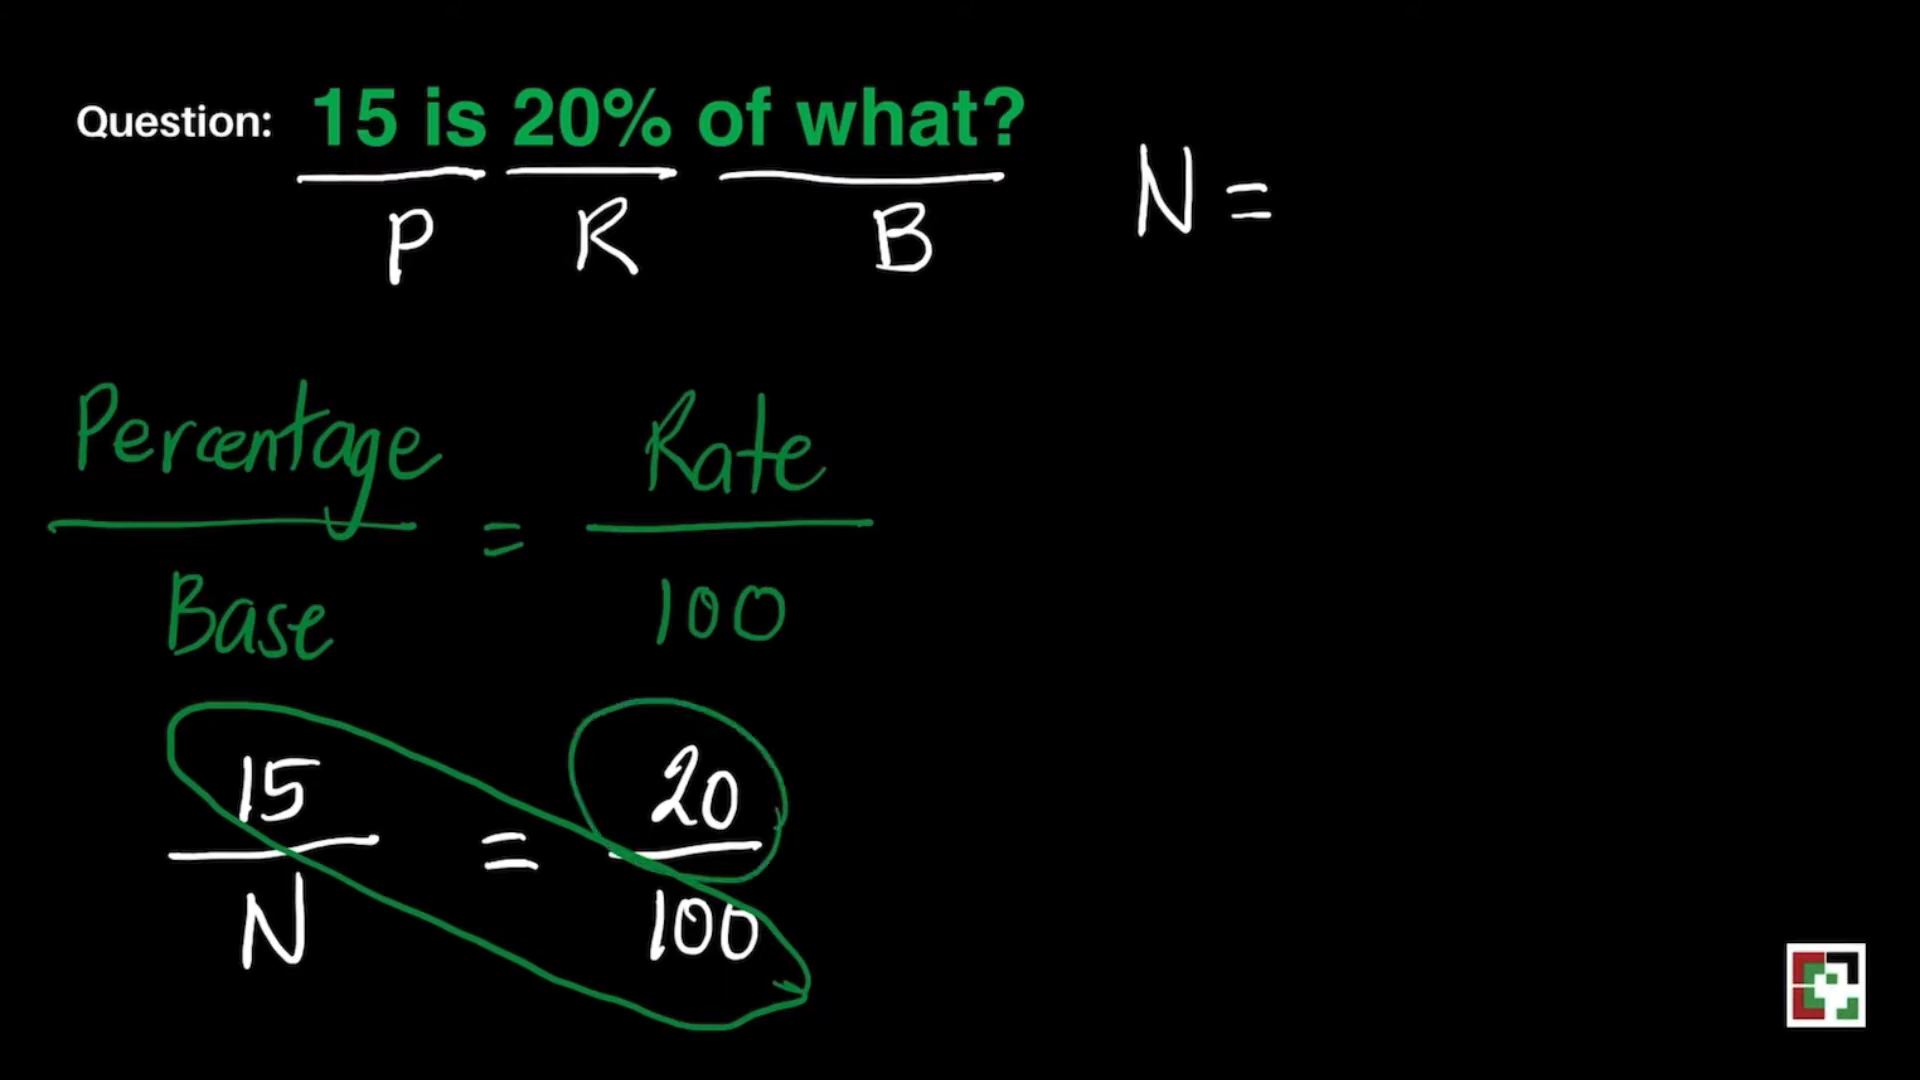 Question: 15 is 20% of what?
P R B N =
Percentage = Rate
Base 100
15 = 20
N 100